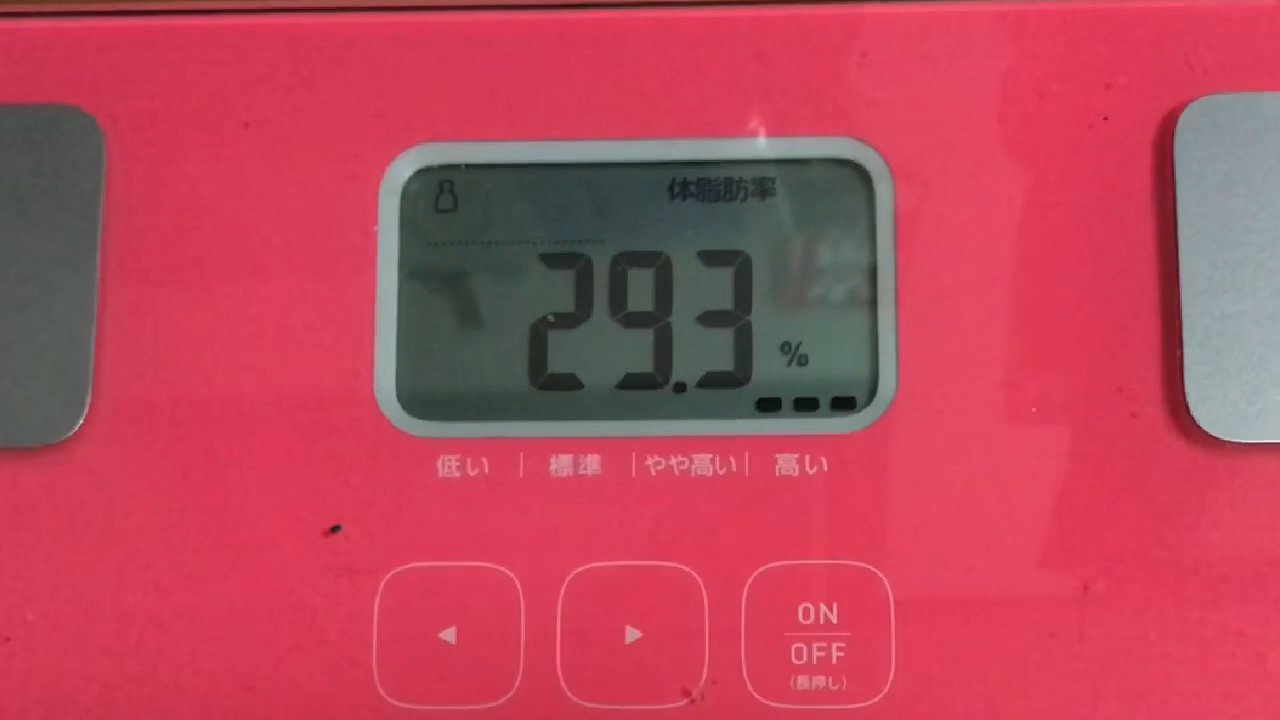 体脂肪率
29.3 %
低い | 標準 | やや高い | 高い
◀ ▶ ON
OFF
(長押し)